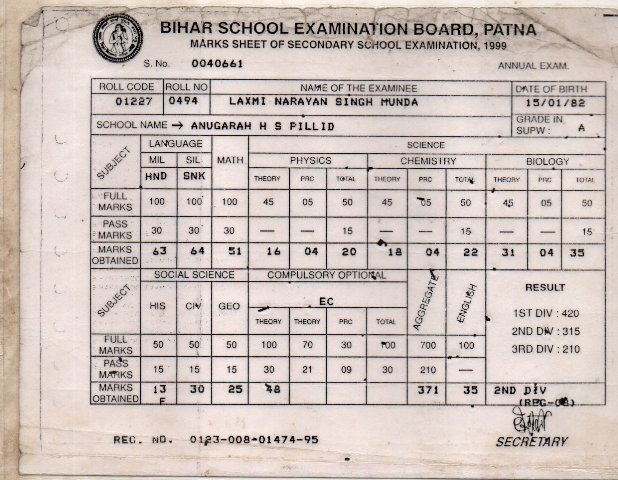 BIHAR SCHOOL EXAMINATION BOARD, PATNA
MARKS SHEET OF SECONDARY SCHOOL EXAMINATION, 1999
S. No. 0040661 ANNUAL EXAM.
ROLL CODE ROLL NO NAME OF THE EXAMINEE DATE OF BIRTH
01227 0494 LAXMI NARAYAN SINGH MUNDA 15/01/82
SCHOOL NAME → ANUGARAH H S PILLID GRADE IN SUPW : A
SUBJECT LANGUAGE MATH SCIENCE
MIL SIL PHYSICS CHEMISTRY BIOLOGY
HND SNK THEORY PRC TOTAL THEORY PRC TOTAL THEORY PRC TOTAL
FULL MARKS 100 100 100 45 05 50 45 05 50 45 05 50
PASS MARKS 30 30 30 — — 15 — — 15 — — 15
MARKS OBTAINED 63 64 51 16 04 20 18 04 22 31 04 35
SUBJECT SOCIAL SCIENCE COMPULSORY OPTIONAL AGGREGATE ENGLISH RESULT
HIS CIV GEO EC
THEORY THEORY PRC TOTAL
1ST DIV : 420
2ND DIV : 315
3RD DIV : 210
FULL MARKS 50 50 50 100 70 30 100 700 100
PASS MARKS 15 15 15 30 21 09 30 210 —
MARKS OBTAINED 13 30 25 48 371 35 2ND DIV
F (REG-08)
REG. NO. 0123-008-01474-95 SECRETARY